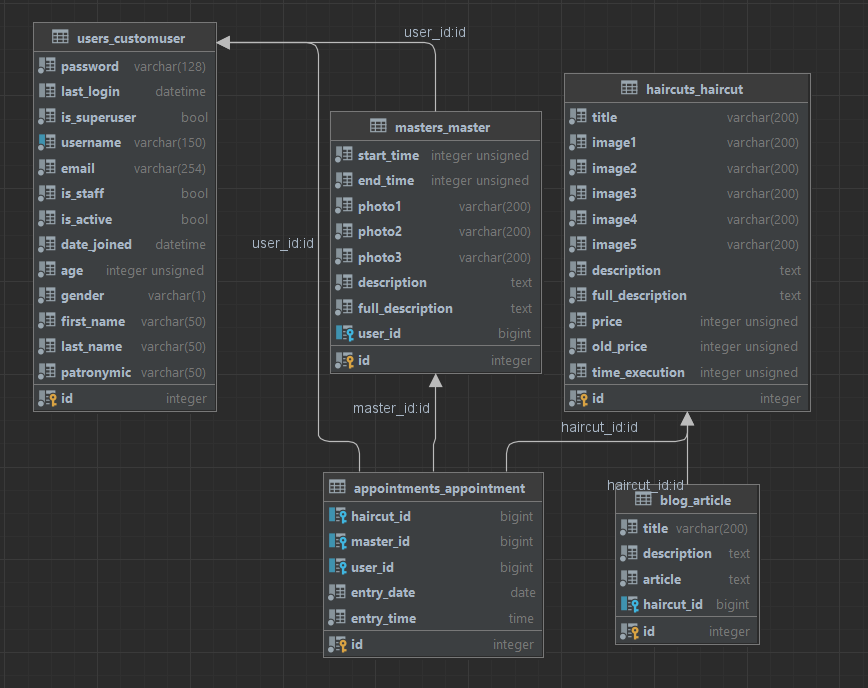 user_id:id
users_customuser
password varchar(128)
last_login datetime
is_superuser bool
username varchar(150)
email varchar(254)
is_staff bool
is_active bool
date_joined datetime
age integer unsigned
gender varchar(1)
first_name varchar(50)
last_name varchar(50)
patronymic varchar(50)
id integer
user_id:id
masters_master
start_time integer unsigned
end_time integer unsigned
photo1 varchar(200)
photo2 varchar(200)
photo3 varchar(200)
description text
full_description text
user_id bigint
id integer
haircuts_haircut
title varchar(200)
image1 varchar(200)
image2 varchar(200)
image3 varchar(200)
image4 varchar(200)
image5 varchar(200)
description text
full_description text
price integer unsigned
old_price integer unsigned
time_execution integer unsigned
id integer
master_id:id
haircut_id:id
haircut_id:id
appointments_appointment
haircut_id bigint
master_id bigint
user_id bigint
entry_date date
entry_time time
id integer
blog_article
title varchar(200)
description text
article text
haircut_id bigint
id integer